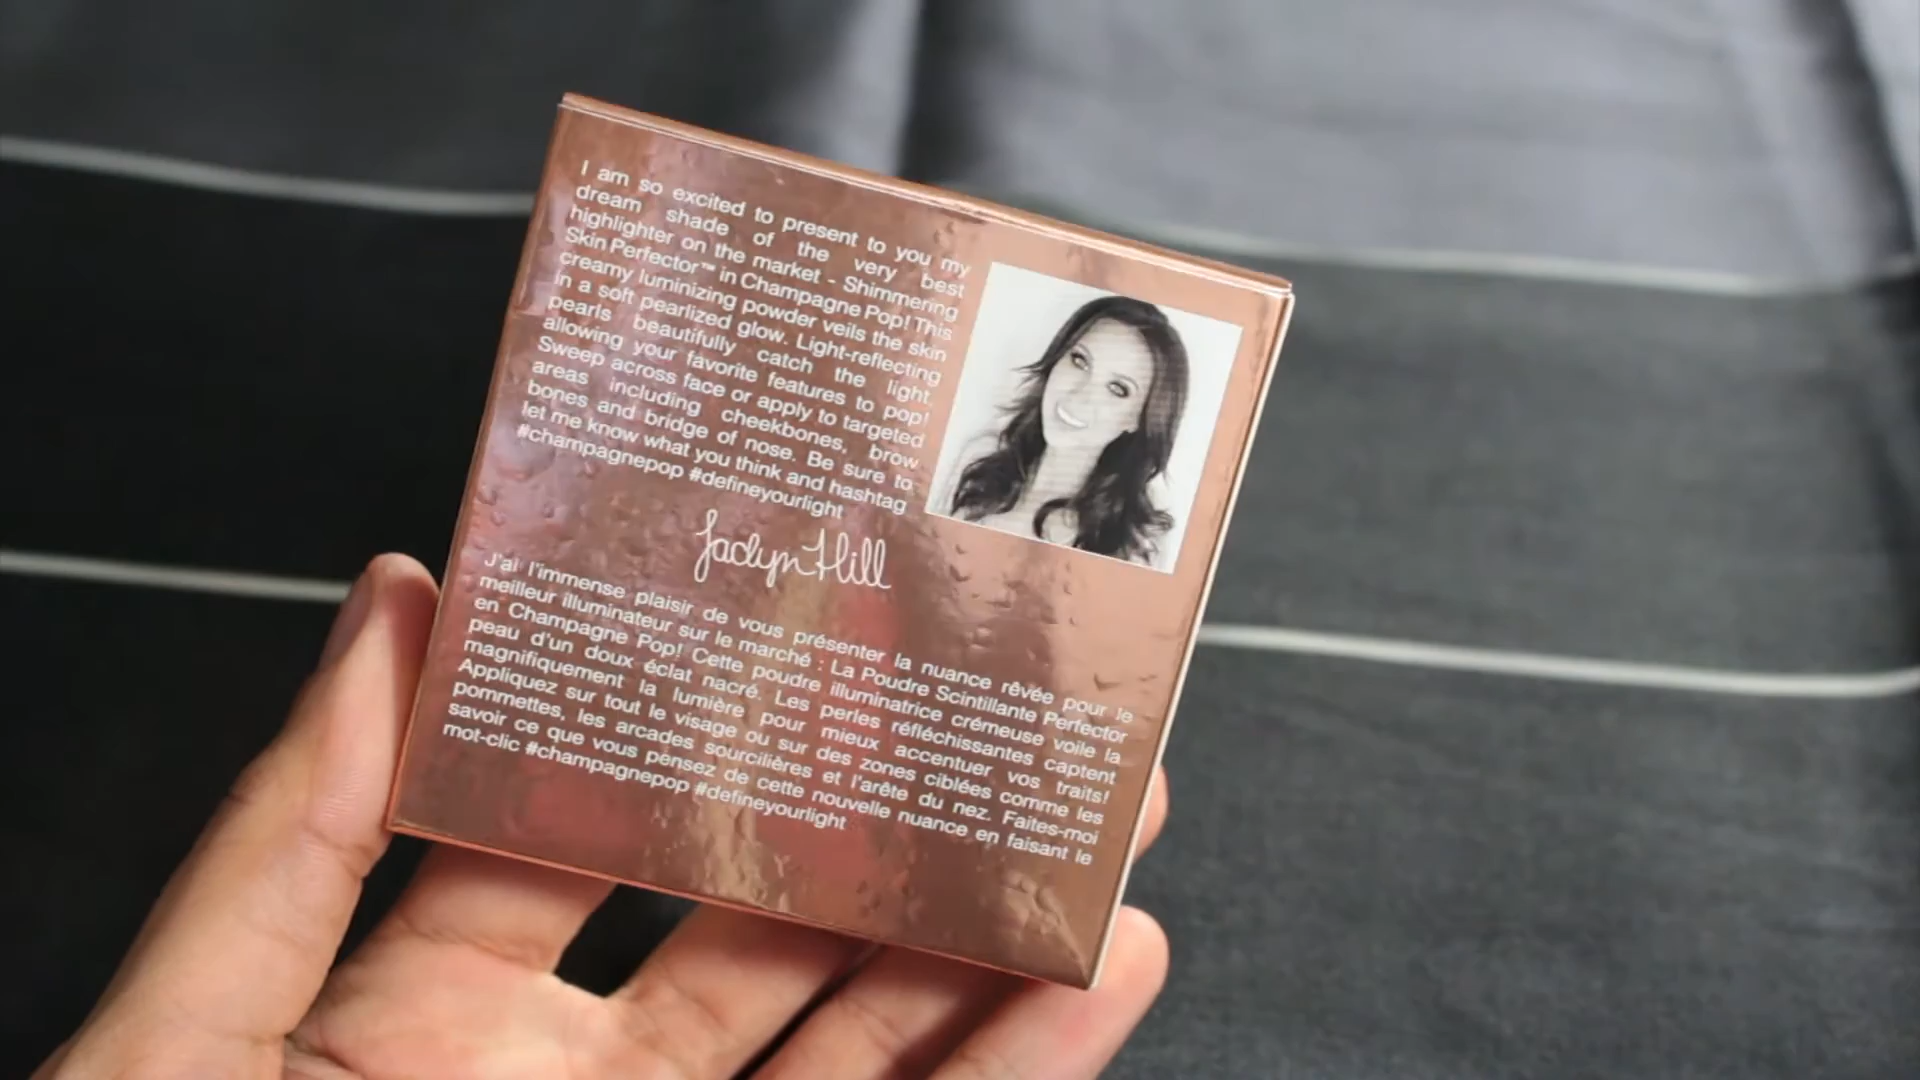 I am so excited to present to you my
dream shade of the very best
highlighter on the market - Shimmering
Skin Perfector™ in Champagne Pop! This
creamy luminizing powder veils the skin
in a soft pearlized glow. Light-reflecting
pearls beautifully catch the light,
allowing your favorite features to pop!
Sweep across face or apply to targeted
areas including cheekbones, brow
bones and bridge of nose. Be sure to
let me know what you think and hashtag
#champagnepop #defineyourlight
Jaclyn Hill
J'ai l'immense plaisir de vous présenter la nuance rêvée pour le
meilleur illuminateur sur le marché : La Poudre Scintillante Perfector
en Champagne Pop! Cette poudre illuminatrice crémeuse voile la
peau d'un doux éclat nacré. Les perles réfléchissantes captent
magnifiquement la lumière pour mieux accentuer vos traits!
Appliquez sur tout le visage ou sur des zones ciblées comme les
pommettes, les arcades sourcilières et l'arête du nez. Faites-moi
savoir ce que vous pensez de cette nouvelle nuance en faisant le
mot-clic #champagnepop #defineyourlight